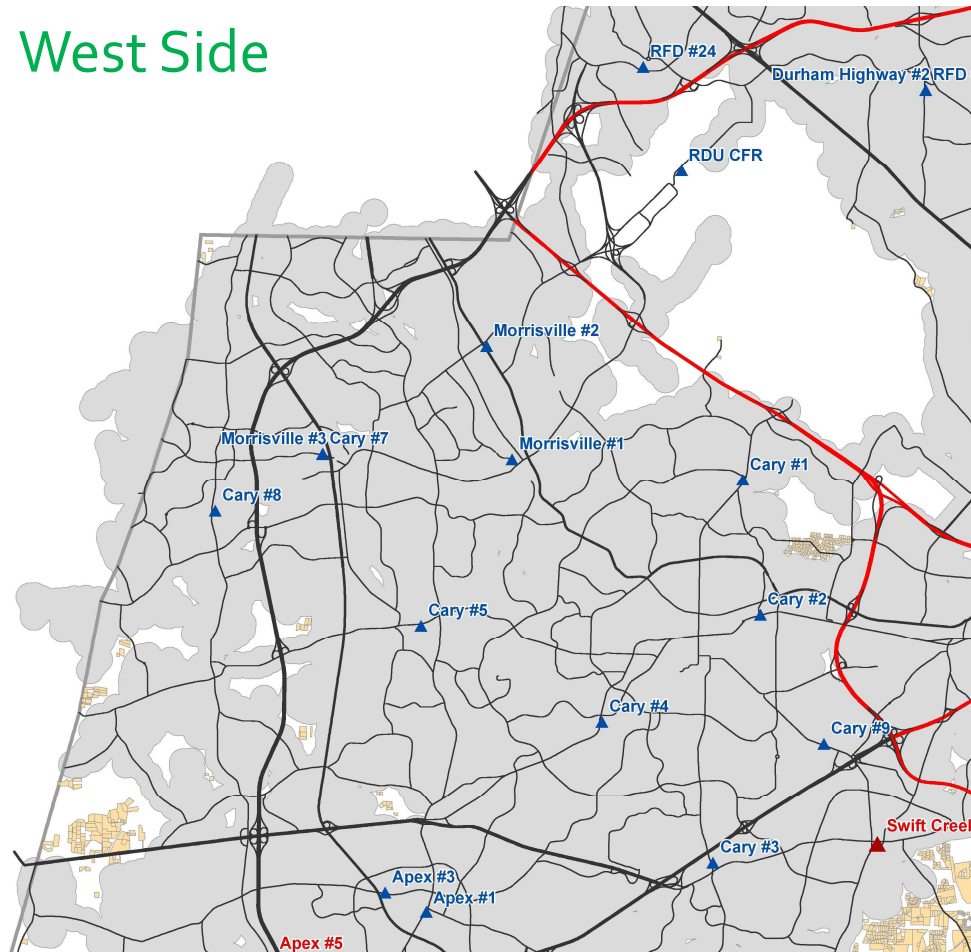 West Side
RFD #24
Durham Highway #2 RFD
RDU CFR
Morrisville #2
Morrisville #3 Cary #7
Morrisville #1
Cary #1
Cary #8
Cary #2
Cary #5
Cary #4
Cary #9
Swift Creek
Cary #3
Apex #3
Apex #1
Apex #5